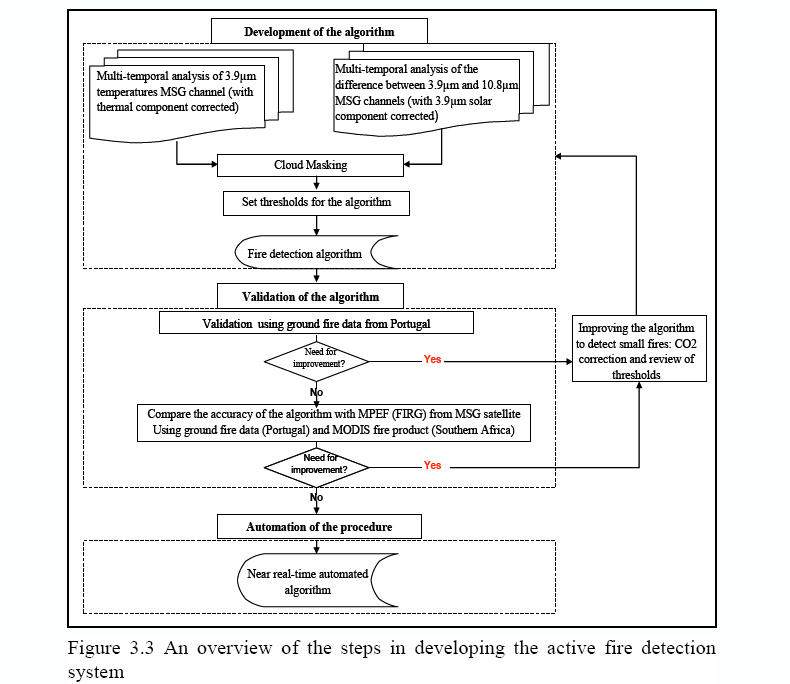 Development of the algorithm
Multi-temporal analysis of 3.9µm
temperatures MSG channel (with
thermal component corrected)
Multi-temporal analysis of the
difference between 3.9µm and 10.8µm
MSG channels (with 3.9µm solar
component corrected)
Cloud Masking
Set thresholds for the algorithm
Fire detection algorithm
Validation of the algorithm
Validation using ground fire data from Portugal
Need for
improvement?
Yes
Improving the algorithm
to detect small fires: CO2
correction and review of
thresholds
No
Compare the accuracy of the algorithm with MPEF (FIRG) from MSG satellite
Using ground fire data (Portugal) and MODIS fire product (Southern Africa)
Need for
improvement?
Yes
No
Automation of the procedure
Near real-time automated
algorithm
Figure 3.3 An overview of the steps in developing the active fire detection
system